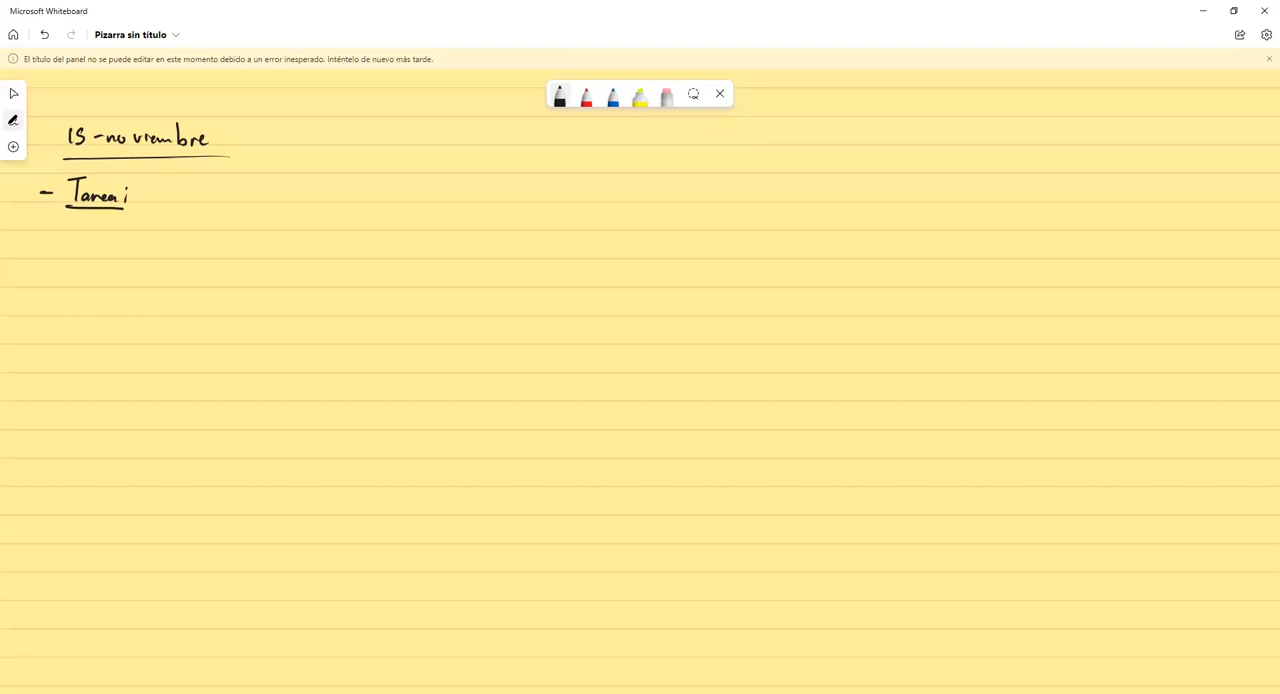 Microsoft Whiteboard
Pizarra sin título
El título del panel no se puede editar en este momento debido a un error inesperado. Inténtelo de nuevo más tarde.
15 -noviembre
- Tarea: